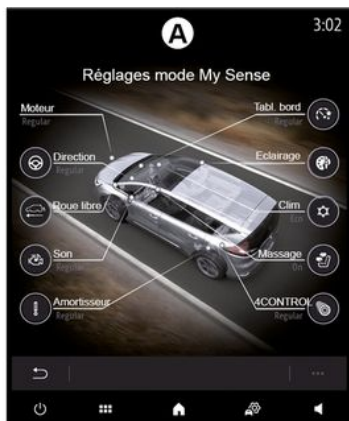 A
3:02
Réglages mode My Sense
Moteur
Regular
Tabl. bord
Regular
Direction
Regular
Eclairage
Roue libre
Regular
Clim
Eco
Son
Regular
Massage
On
Amortisseur
Regular
4CONTROL
Regular